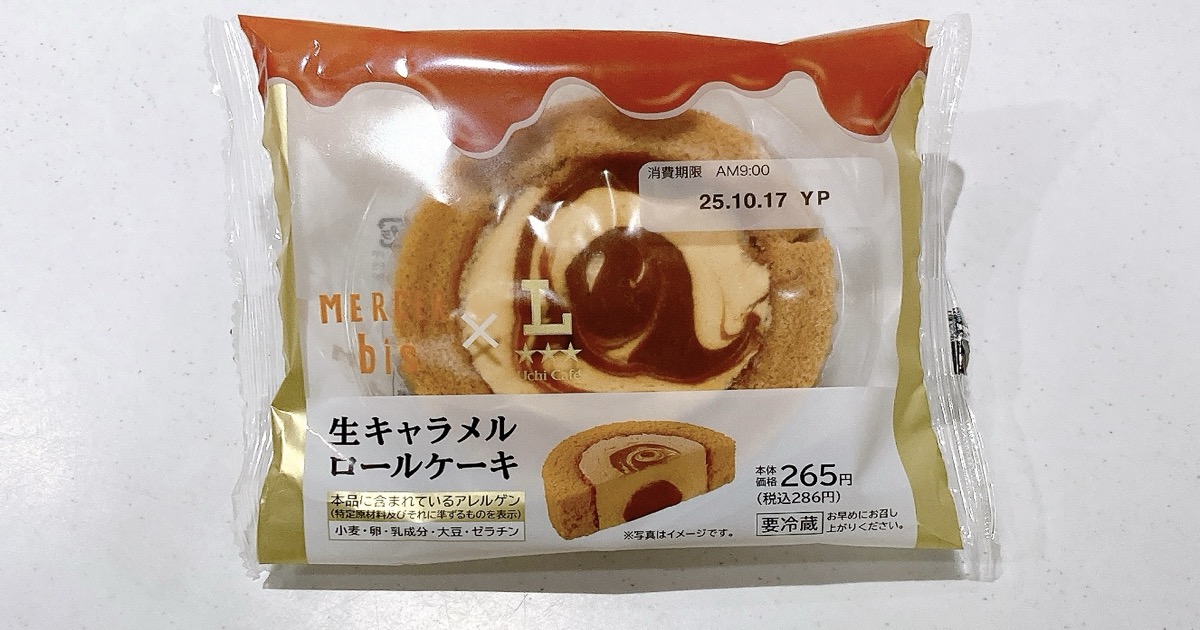 消費期限 AM9:00
25.10.17 YP
MER
bis
×
L
★★★
Uchi Café
生キャラメル
ロールケーキ
本品に含まれているアレルゲン
(特定原材料及びそれに準ずるものを表示)
小麦・卵・乳成分・大豆・ゼラチン
本体価格 265円
(税込286円)
要冷蔵
お早めにお召し
上がりください。
※写真はイメージです。